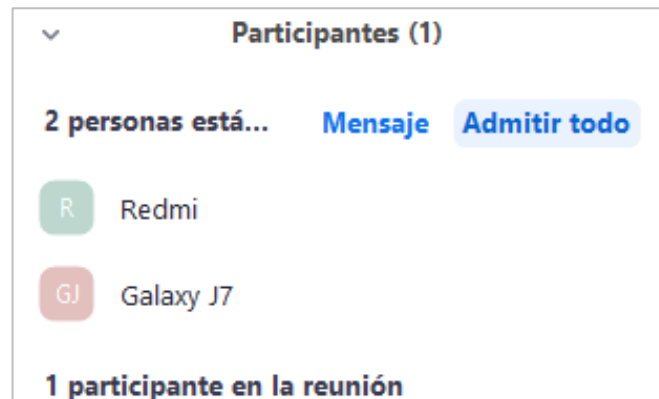 Participantes (1)
2 personas está... Mensaje Admitir todo
R Redmi
GJ Galaxy J7
1 participante en la reunión